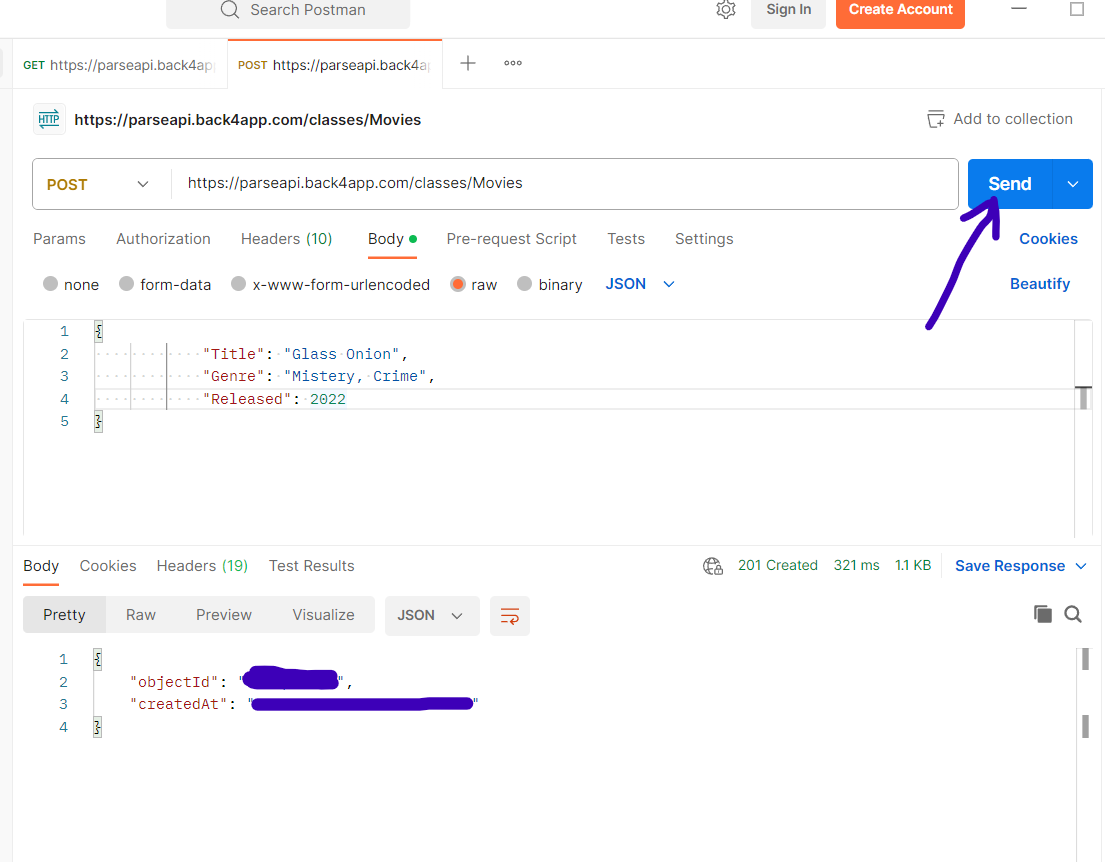 Search Postman
Sign In
Create Account
GET https://parseapi.back4ap
POST https://parseapi.back4a
HTTP https://parseapi.back4app.com/classes/Movies
Add to collection
POST https://parseapi.back4app.com/classes/Movies
Send
Params Authorization Headers (10) Body Pre-request Script Tests Settings Cookies
none form-data x-www-form-urlencoded raw binary JSON Beautify
1 {
2 "Title": "Glass Onion",
3 "Genre": "Mistery, Crime",
4 "Released": 2022
5 }
Body Cookies Headers (19) Test Results 201 Created 321 ms 1.1 KB Save Response
Pretty Raw Preview Visualize JSON
1 {
2 "objectId": "",
3 "createdAt": ""
4 }